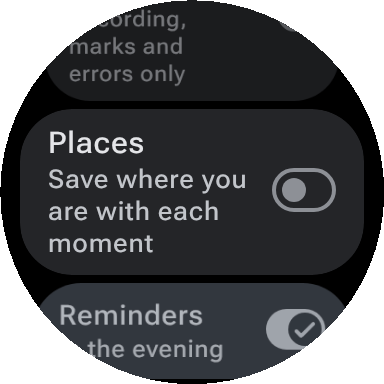 marks and
errors only
Places
Save where you
are with each
moment
Reminders
the evening